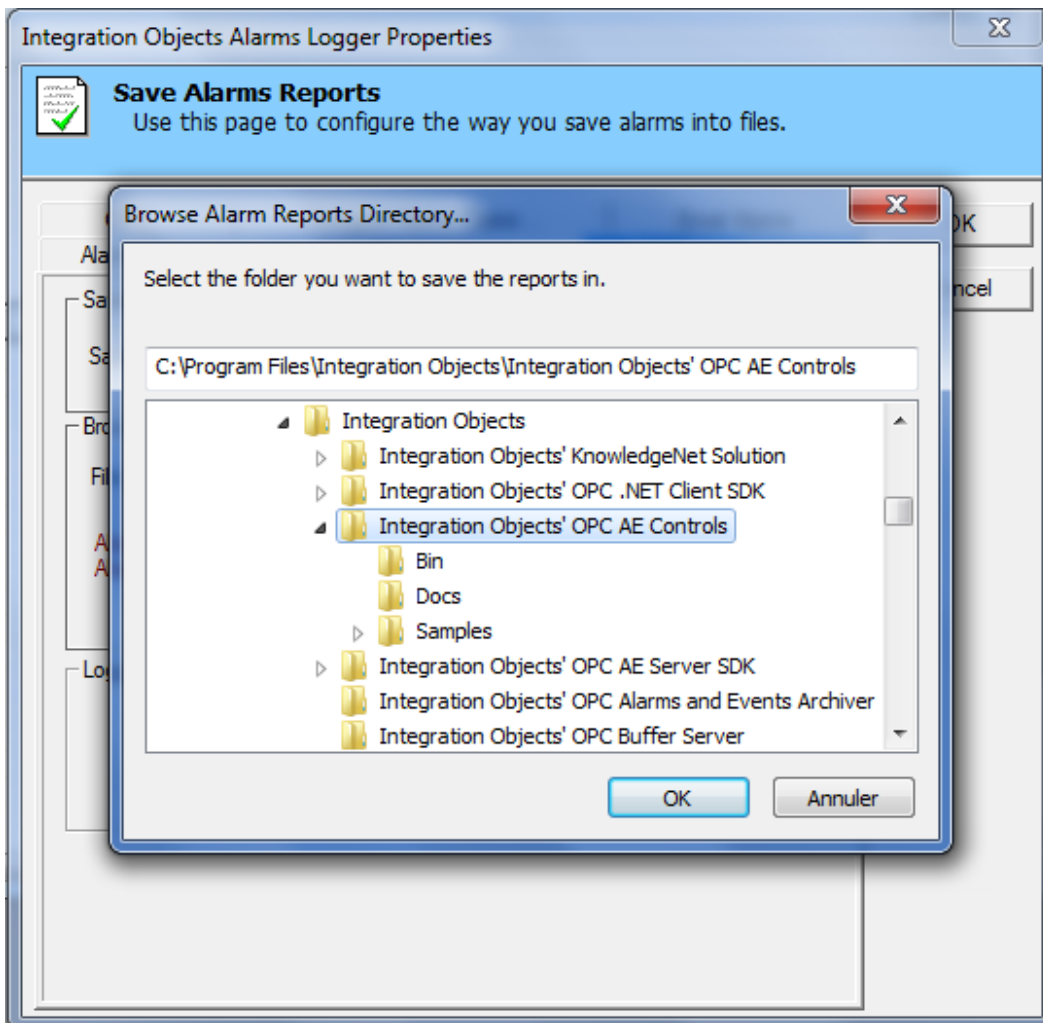 Integration Objects Alarms Logger Properties
Save Alarms Reports
Use this page to configure the way you save alarms into files.
Browse Alarm Reports Directory...
Select the folder you want to save the reports in.
C:\Program Files\Integration Objects\Integration Objects' OPC AE Controls
Integration Objects
Integration Objects' KnowledgeNet Solution
Integration Objects' OPC .NET Client SDK
Integration Objects' OPC AE Controls
Bin
Docs
Samples
Integration Objects' OPC AE Server SDK
Integration Objects' OPC Alarms and Events Archiver
Integration Objects' OPC Buffer Server
OK
Annuler